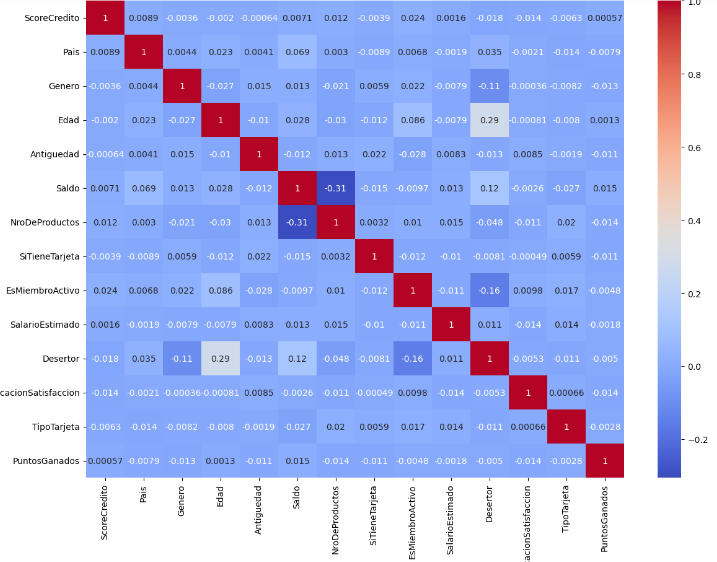 ScoreCredito 1 0.0089 -0.0036 -0.002 -0.00064 0.0071 0.012 -0.0039 0.024 0.0016 -0.018 -0.014 -0.0063 0.00057
Pais 0.0089 1 0.0044 0.023 0.0041 0.069 0.003 -0.0089 0.0068 -0.0019 0.035 -0.0021 -0.014 -0.0079
Genero -0.0036 0.0044 1 -0.027 0.015 0.013 -0.021 0.0059 0.022 -0.0079 -0.11 -0.00036 -0.0082 -0.013
Edad -0.002 0.023 -0.027 1 -0.01 0.028 -0.03 -0.012 0.086 -0.0079 0.29 -0.00081 -0.008 0.0013
Antiguedad -0.00064 0.0041 0.015 -0.01 1 -0.012 0.013 0.022 -0.028 0.0083 -0.013 0.0085 -0.0019 -0.011
Saldo 0.0071 0.069 0.013 0.028 -0.012 1 -0.31 -0.015 -0.0097 0.013 0.12 -0.0026 -0.027 0.015
NroDeProductos 0.012 0.003 -0.021 -0.03 0.013 -0.31 1 0.0032 0.01 0.015 -0.048 -0.011 0.02 -0.014
SiTieneTarjeta -0.0039 -0.0089 0.0059 -0.012 0.022 -0.015 0.0032 1 -0.012 -0.01 -0.0081 -0.00049 0.0059 -0.011
EsMiembroActivo 0.024 0.0068 0.022 0.086 -0.028 -0.0097 0.01 -0.012 1 -0.011 -0.16 0.0098 0.017 -0.0048
SalarioEstimado 0.0016 -0.0019 -0.0079 -0.0079 0.0083 0.013 0.015 -0.01 -0.011 1 0.011 -0.014 0.014 -0.0018
Desertor -0.018 0.035 -0.11 0.29 -0.013 0.12 -0.048 -0.0081 -0.16 0.011 1 -0.0053 -0.011 -0.005
cacionSatisfaccion -0.014 -0.0021 -0.00036 -0.00081 0.0085 -0.0026 -0.011 -0.00049 0.0098 -0.014 -0.0053 1 0.00066 -0.014
TipoTarjeta -0.0063 -0.014 -0.0082 -0.008 -0.0019 -0.027 0.02 0.0059 0.017 0.014 -0.011 0.00066 1 -0.0028
PuntosGanados 0.00057 -0.0079 -0.013 0.0013 -0.011 0.015 -0.014 -0.011 -0.0048 -0.0018 -0.005 -0.014 -0.0028 1
ScoreCredito
Pais
Genero
Edad
Antiguedad
Saldo
NroDeProductos
SiTieneTarjeta
EsMiembroActivo
SalarioEstimado
Desertor
cacionSatisfaccion
TipoTarjeta
PuntosGanados
1.0
0.8
0.6
0.4
0.2
0.0
−0.2